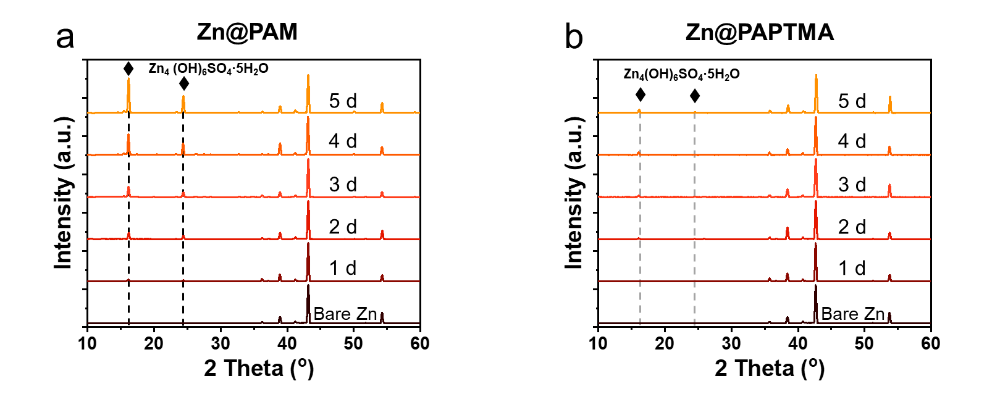 a
Zn@PAM
Zn₄ (OH)₆SO₄·5H₂O
5 d
4 d
3 d
2 d
1 d
Bare Zn
Intensity (a.u.)
10 20 30 40 50 60
2 Theta (º)
b
Zn@PAPTMA
Zn₄(OH)₆SO₄·5H₂O
5 d
4 d
3 d
2 d
1 d
Bare Zn
Intensity (a.u.)
10 20 30 40 50 60
2 Theta (º)